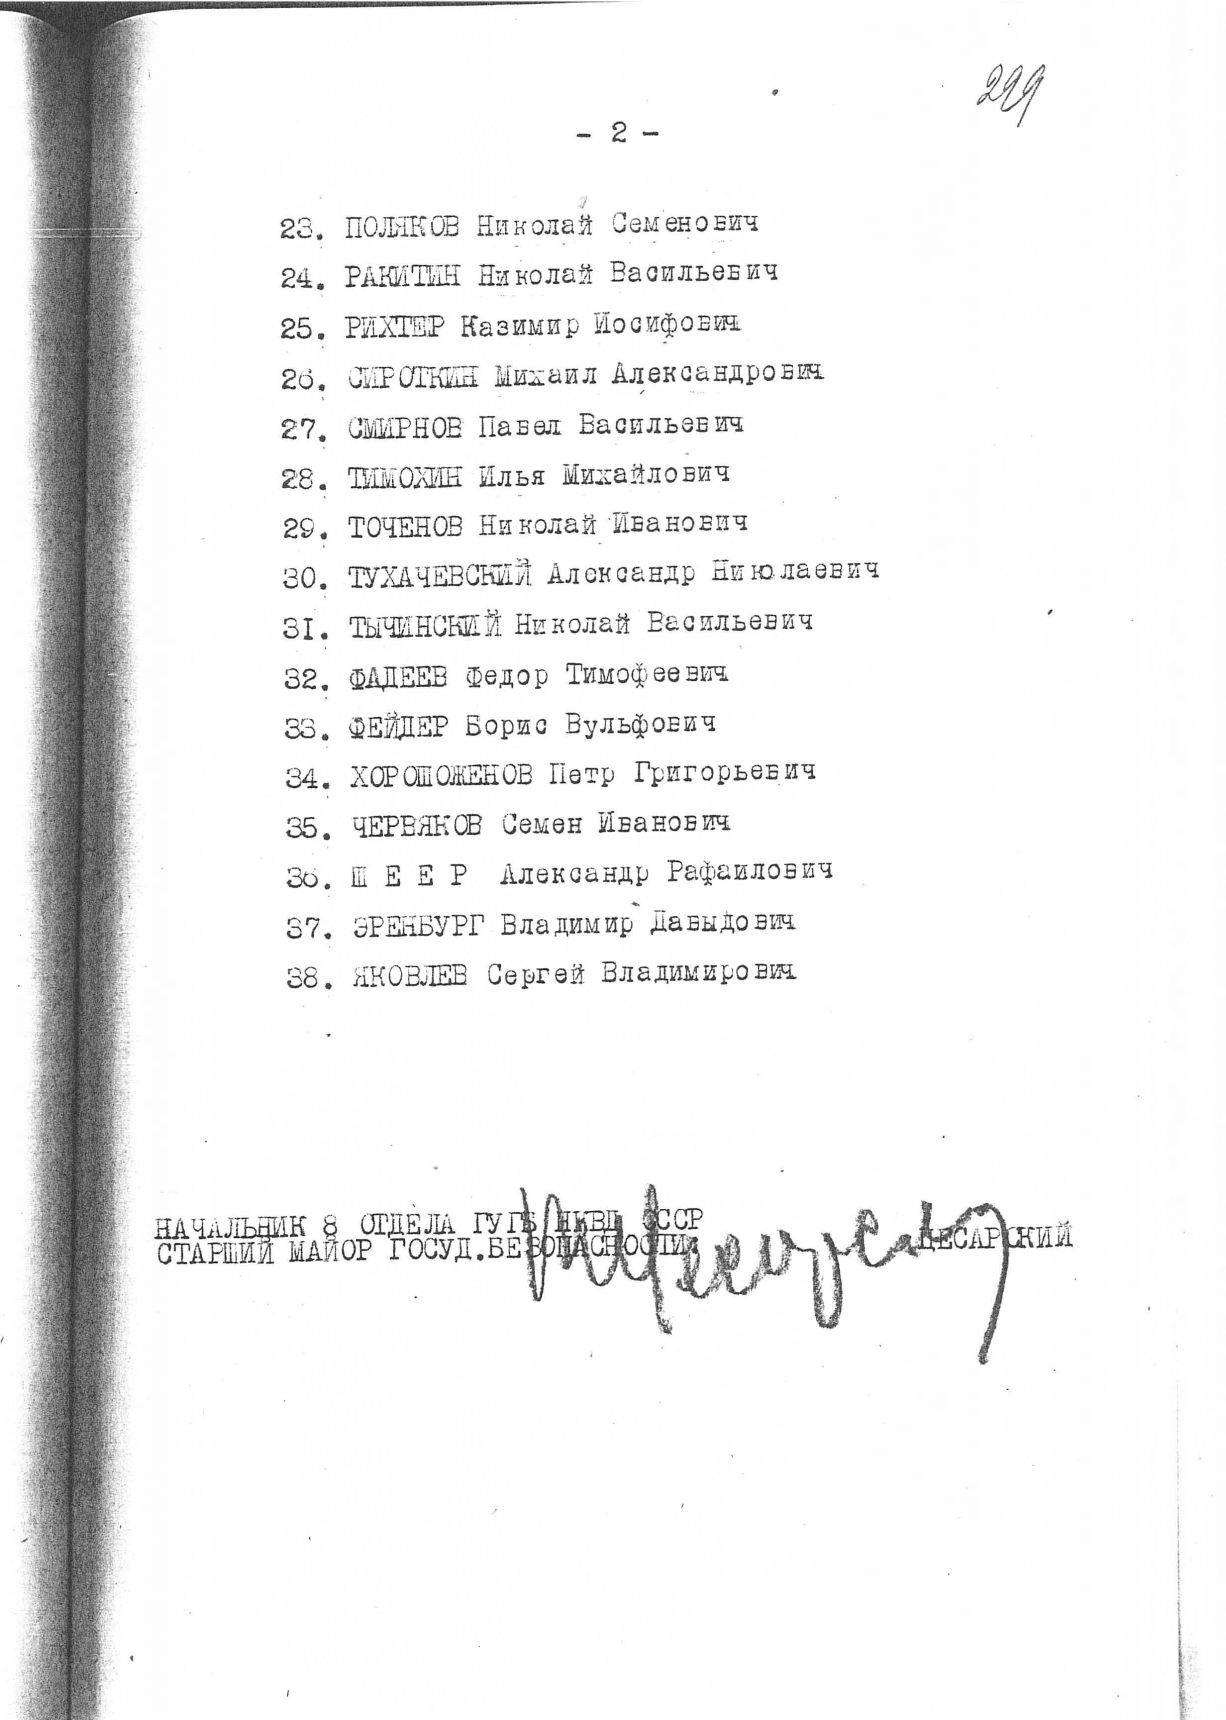 299
- 2 -
23. ПОЛЯКОВ Николай Семенович
24. РАКИТИН Николай Васильевич
25. РИХТЕР Казимир Иосифович
26. СИРОТКИН Михаил Александрович
27. СМИРНОВ Павел Васильевич
28. ТИМОХИН Илья Михайлович
29. ТОЧЕНОВ Николай Иванович
30. ТУХАЧЕВСКИЙ Александр Николаевич
31. ТЫЧИНСКИЙ Николай Васильевич
32. ФАДЕЕВ Федор Тимофеевич
33. ФЕЙДЕР Борис Вульфович
34. ХОРОШОЖЕНОВ Петр Григорьевич
35. ЧЕРВЯКОВ Семен Иванович
36. Ш Е Е Р Александр Рафаилович
37. ЭРЕНБУРГ Владимир Давыдович
38. ЯКОВЛЕВ Сергей Владимирович
НАЧАЛЬНИК 8 ОТДЕЛА ГУГБ НКВД СССР
СТАРШИЙ МАЙОР ГОСУД.БЕЗОПАСНОСТИ: ЦЕСАРСКИЙ